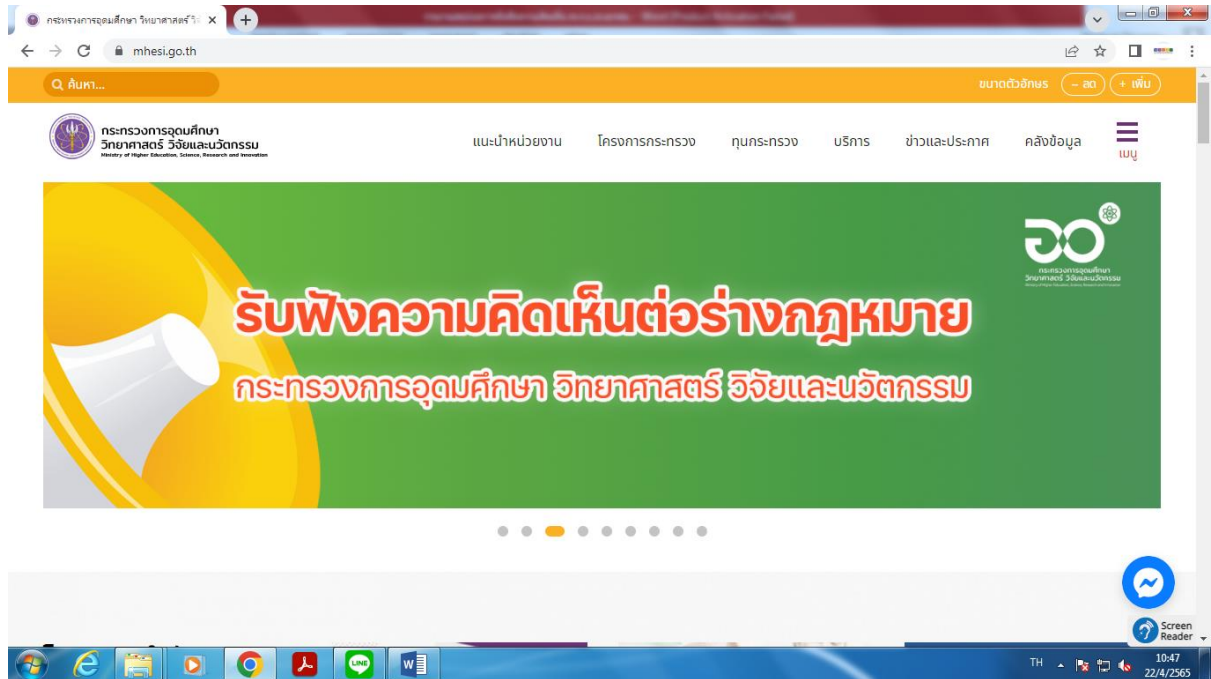 กระทรวงการอุดมศึกษา วิทยาศาสตร์ วิ
mhesi.go.th
ค้นหา...
ขนาดตัวอักษร
– ลด
+ เพิ่ม
กระทรวงการอุดมศึกษา
วิทยาศาสตร์ วิจัยและนวัตกรรม
Ministry of Higher Education, Science, Research and Innovation
แนะนำหน่วยงาน
โครงการกระทรวง
ทุนกระทรวง
บริการ
ข่าวและประกาศ
คลังข้อมูล
เมนู
อว
กระทรวงการอุดมศึกษา
วิทยาศาสตร์ วิจัยและนวัตกรรม
รับฟังความคิดเห็นต่อร่างกฎหมาย
กระทรวงการอุดมศึกษา วิทยาศาสตร์ วิจัยและนวัตกรรม
Screen
Reader
LINE
W
TH
10:47
22/4/2565